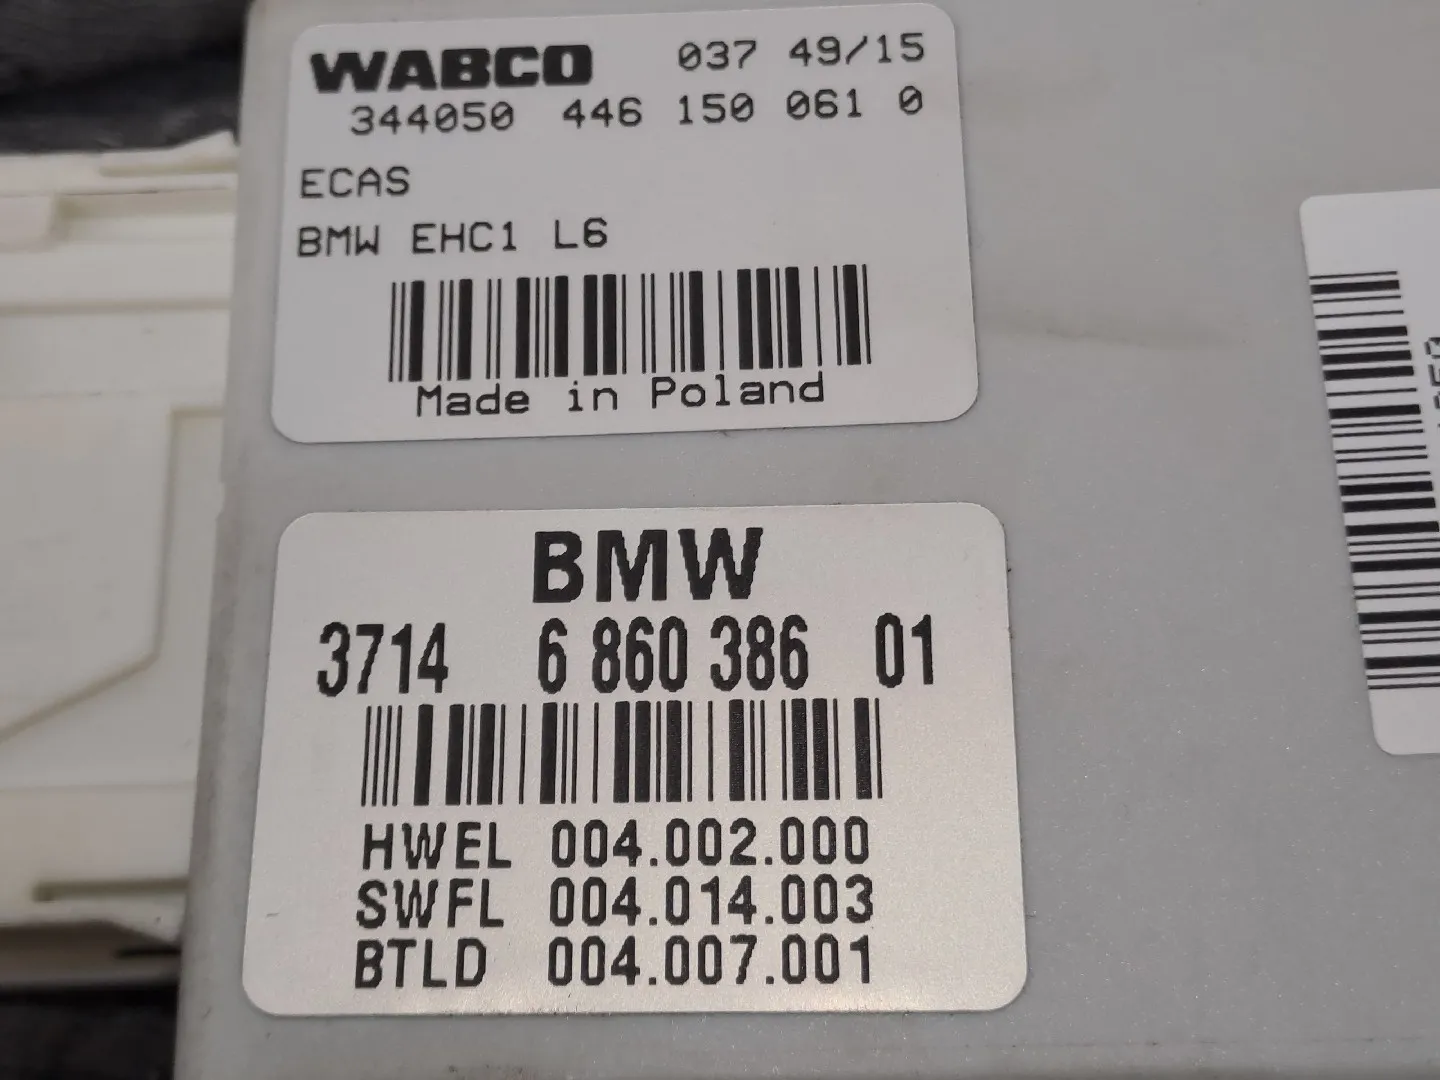 WABCO 037 49/15
344050 446 150 061 0
ECAS
BMW EHC1 L6
Made in Poland
BMW
3714 6 860 386 01
HWEL 004.002.000
SWFL 004.014.003
BTLD 004.007.001